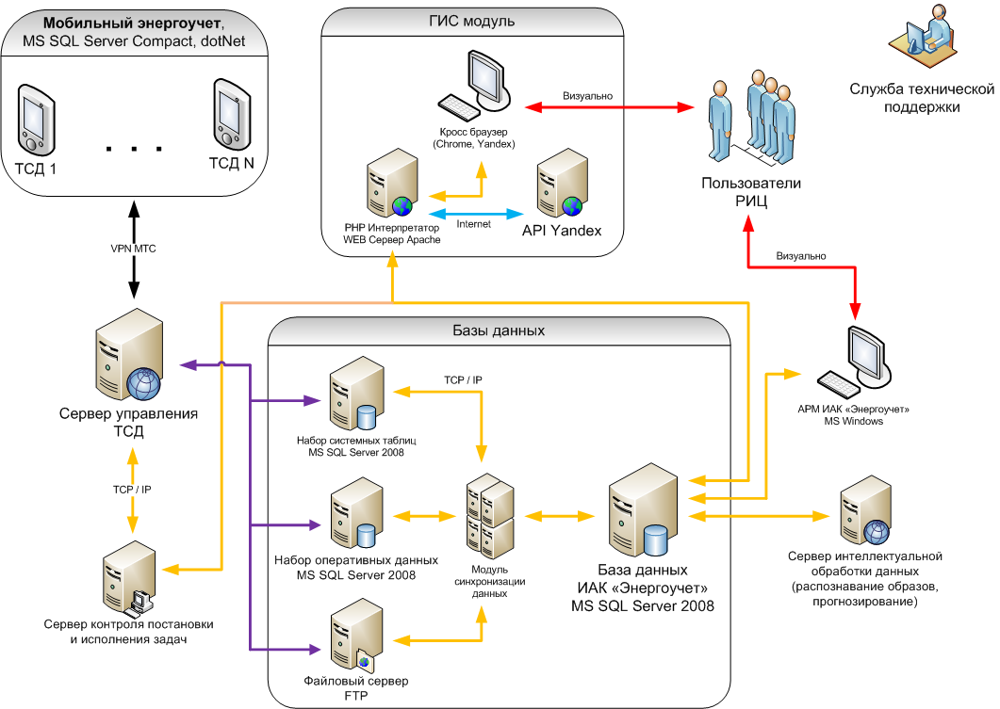 Мобильный энергоучет,
MS SQL Server Compact, dotNet
ТСД 1
. . .
ТСД N
VPN МТС
ГИС модуль
Кросс браузер
(Chrome, Yandex)
PHP Интерпретатор
WEB Сервер Apache
Internet
API Yandex
Визуально
Пользователи
РИЦ
Служба технической
поддержки
Визуально
АРМ ИАК «Энергоучет»
MS Windows
Сервер управления
ТСД
TCP / IP
Сервер контроля постановки
и исполнения задач
Базы данных
TCP / IP
Набор системных таблиц
MS SQL Server 2008
Набор оперативных данных
MS SQL Server 2008
Файловый сервер
FTP
Модуль
синхронизации
данных
База данных
ИАК «Энергоучет»
MS SQL Server 2008
Сервер интеллектуальной
обработки данных
(распознавание образов,
прогнозирование)